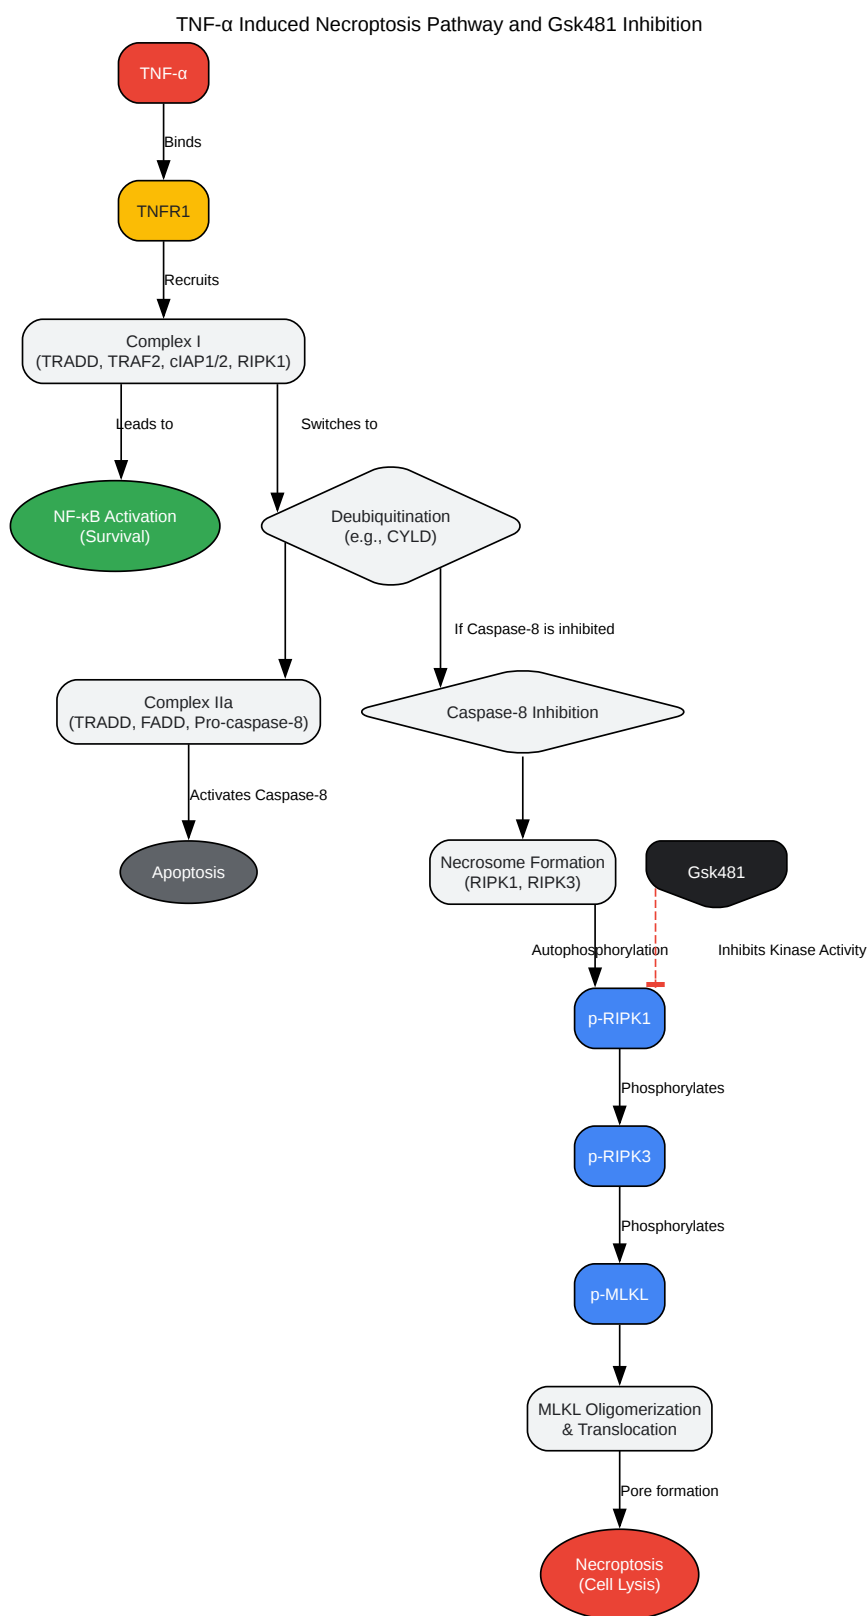 TNF-α Induced Necroptosis Pathway and Gsk481 Inhibition
TNF-α
Binds
TNFR1
Recruits
Complex I
(TRADD, TRAF2, cIAP1/2, RIPK1)
Leads to
Switches to
NF-κB Activation
(Survival)
Deubiquitination
(e.g., CYLD)
If Caspase-8 is inhibited
Complex IIa
(TRADD, FADD, Pro-caspase-8)
Caspase-8 Inhibition
Activates Caspase-8
Apoptosis
Necrosome Formation
(RIPK1, RIPK3)
Gsk481
Autophosphorylation
Inhibits Kinase Activity
p-RIPK1
Phosphorylates
p-RIPK3
Phosphorylates
p-MLKL
MLKL Oligomerization
& Translocation
Pore formation
Necroptosis
(Cell Lysis)